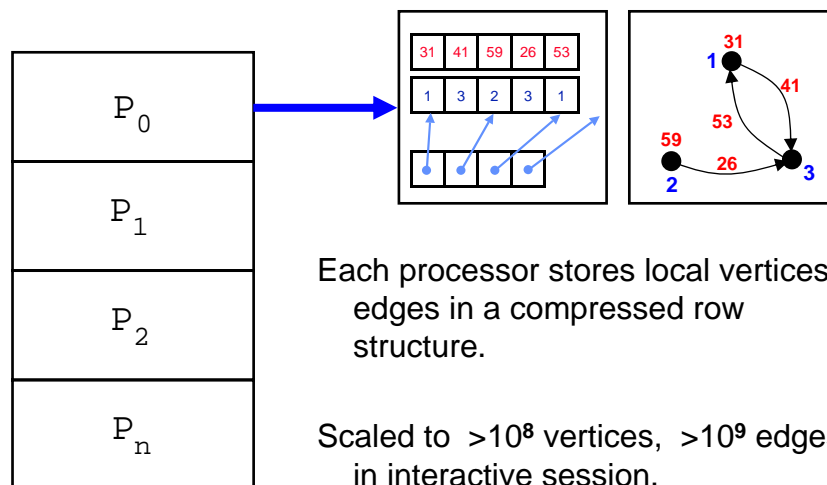 P0
P1
P2
Pn
31 41 59 26 53
1 3 2 3 1
31
1
41
53
59
26
2
3
Each processor stores local vertices
edges in a compressed row
structure.
Scaled to >10⁸ vertices, >10⁹ edge
in interactive session.